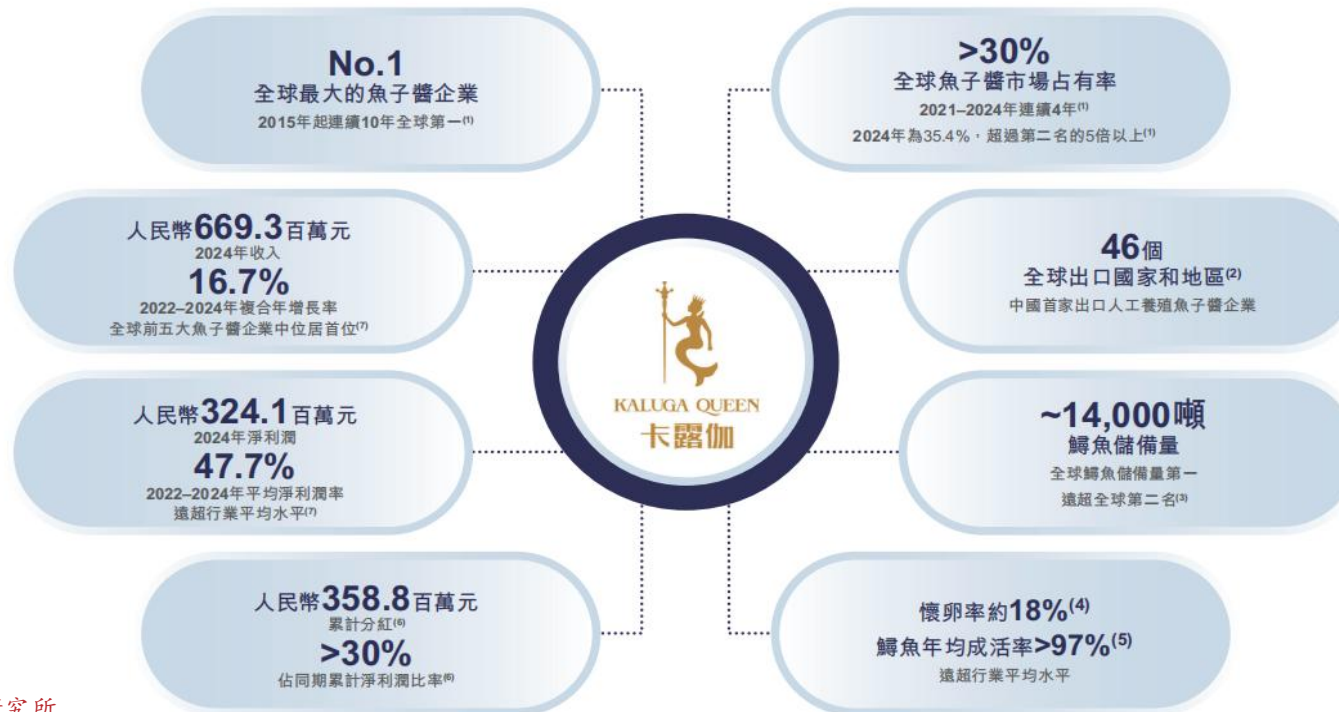 No.1
全球最大的魚子醬企業
2015年起連續10年全球第一(1)
>30%
全球魚子醬市場占有率
2021–2024年連續4年(1)
2024年為35.4%，超過第二名的5倍以上(1)
人民幣669.3百萬元
2024年收入
16.7%
2022–2024年複合年增長率
全球前五大魚子醬企業中位居首位(7)
46個
全球出口國家和地區(2)
中國首家出口人工養殖魚子醬企業
KALUGA QUEEN
卡露伽
人民幣324.1百萬元
2024年淨利潤
47.7%
2022–2024年平均淨利潤率
遠超行業平均水平(7)
~14,000噸
鱘魚儲備量
全球鱘魚儲備量第一
遠超全球第二名(3)
人民幣358.8百萬元
累計分紅(6)
>30%
佔同期累計淨利潤比率(6)
懷卵率約18%(4)
鱘魚年均成活率>97%(5)
遠超行業平均水平
究所